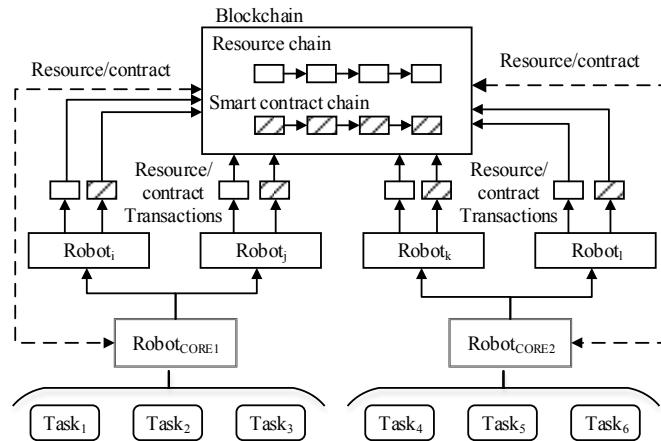 Blockchain
Resource chain
Resource/contract
Resource/contract
Smart contract chain
Resource/
contract
Transactions
Resource/
contract
Transactions
Robot_i
Robot_j
Robot_k
Robot_l
Robot_CORE1
Robot_CORE2
Task_1
Task_2
Task_3
Task_4
Task_5
Task_6